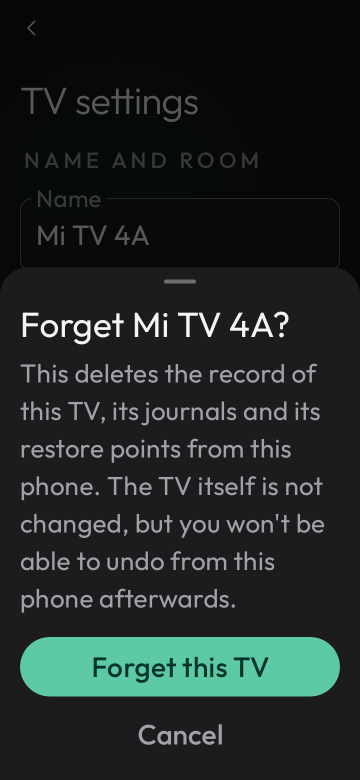 TV settings
NAME AND ROOM
Name
Mi TV 4A
Forget Mi TV 4A?
This deletes the record of
this TV, its journals and its
restore points from this
phone. The TV itself is not
changed, but you won't be
able to undo from this
phone afterwards.
Forget this TV
Cancel